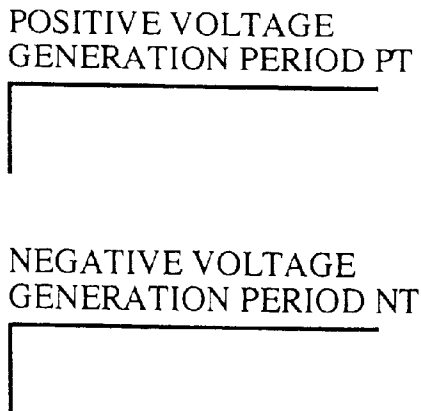 POSITIVE VOLTAGE
GENERATION PERIOD PT
NEGATIVE VOLTAGE
GENERATION PERIOD NT